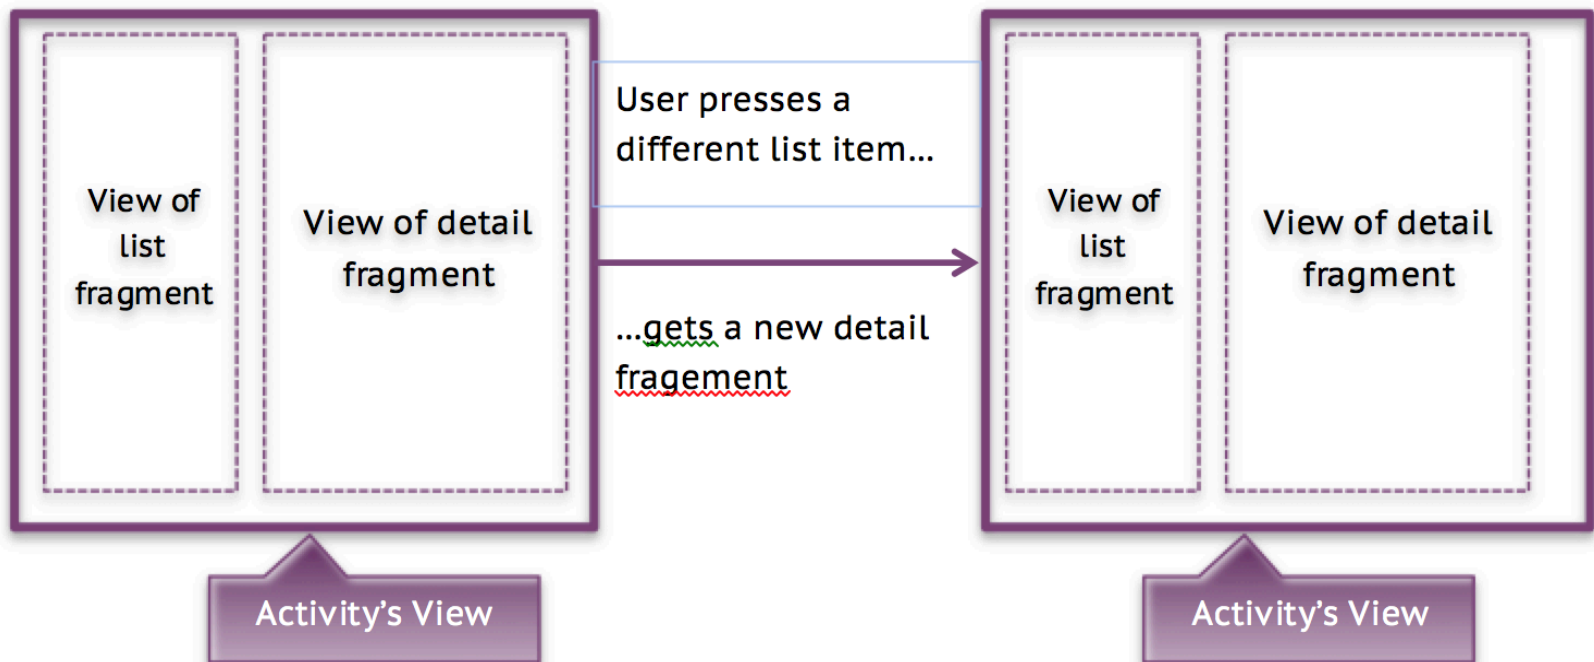 View of
list
fragment
View of detail
fragment
User presses a
different list item...
...gets a new detail
fragement
View of
list
fragment
View of detail
fragment
Activity’s View
Activity’s View